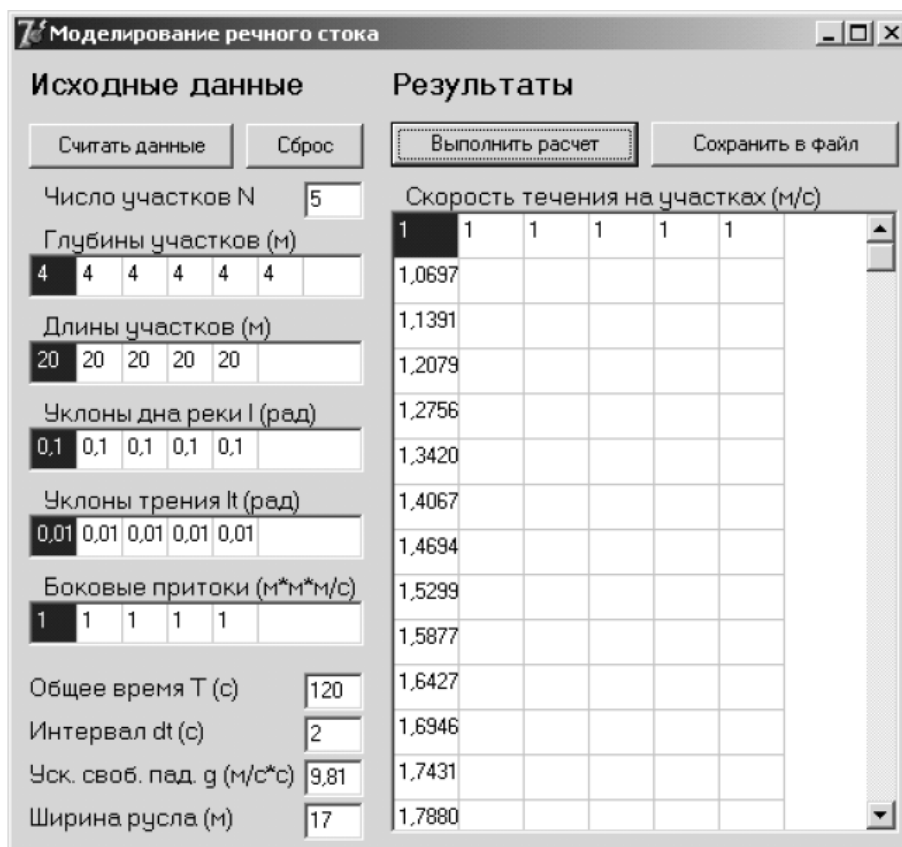 Моделирование речного стока
Исходные данные
Считать данные Сброс
Число участков N 5
Глубины участков (м)
4 4 4 4 4 4
Длины участков (м)
20 20 20 20 20
Уклоны дна реки I (рад)
0,1 0,1 0,1 0,1 0,1
Уклоны трения It (рад)
0,01 0,01 0,01 0,01 0,01
Боковые притоки (м*м*м/с)
1 1 1 1 1
Общее время T (с) 120
Интервал dt (с) 2
Уск. своб. пад. g (м/с*с) 9,81
Ширина русла (м) 17
Результаты
Выполнить расчет Сохранить в файл
Скорость течения на участках (м/с)
1 1 1 1 1 1
1,0697
1,1391
1,2079
1,2756
1,3420
1,4067
1,4694
1,5299
1,5877
1,6427
1,6946
1,7431
1,7880